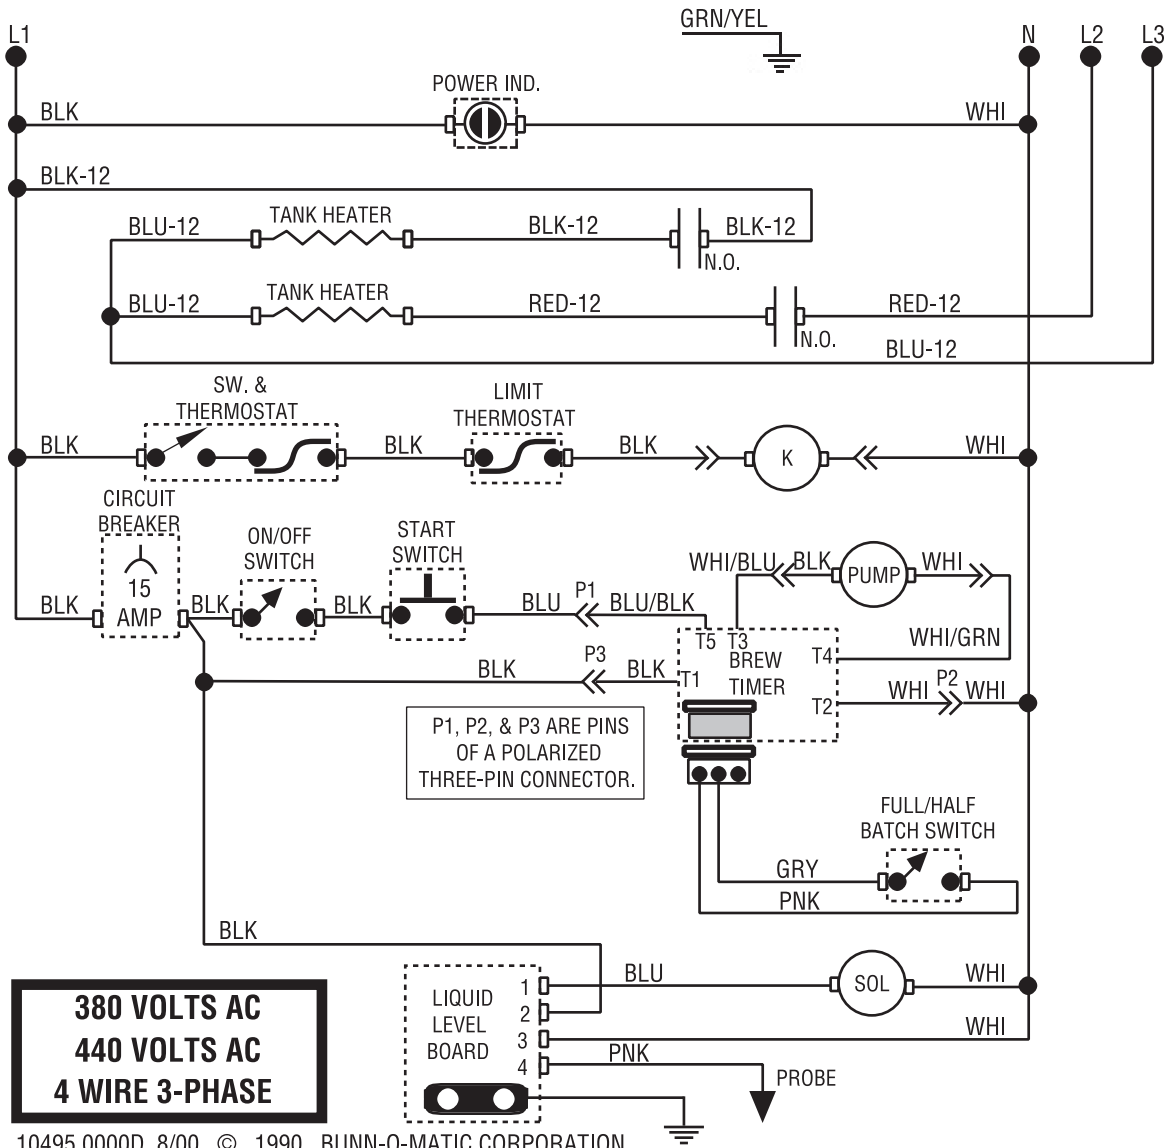 GRN/YEL
L1
N
L2
L3
POWER IND.
BLK
WHI
BLK-12
BLU-12
TANK HEATER
BLK-12
BLK-12
N.O.
BLU-12
TANK HEATER
RED-12
RED-12
N.O.
BLU-12
SW. &
THERMOSTAT
LIMIT
THERMOSTAT
BLK
BLK
BLK
K
WHI
CIRCUIT
BREAKER
15
AMP
ON/OFF
SWITCH
START
SWITCH
BLK
BLK
BLK
BLU
P1
BLU/BLK
WHI/BLU
BLK
PUMP
WHI
WHI/GRN
T5
T3
BREW
TIMER
T4
T1
T2
BLK
P3
BLK
WHI
P2
WHI
P1, P2, & P3 ARE PINS
OF A POLARIZED
THREE-PIN CONNECTOR.
FULL/HALF
BATCH SWITCH
GRY
PNK
BLK
LIQUID
LEVEL
BOARD
1
2
3
4
BLU
SOL
WHI
WHI
PNK
PROBE
380 VOLTS AC
440 VOLTS AC
4 WIRE 3-PHASE
10495.0000D 8/00 © 1990 BUNN-O-MATIC CORPORATION